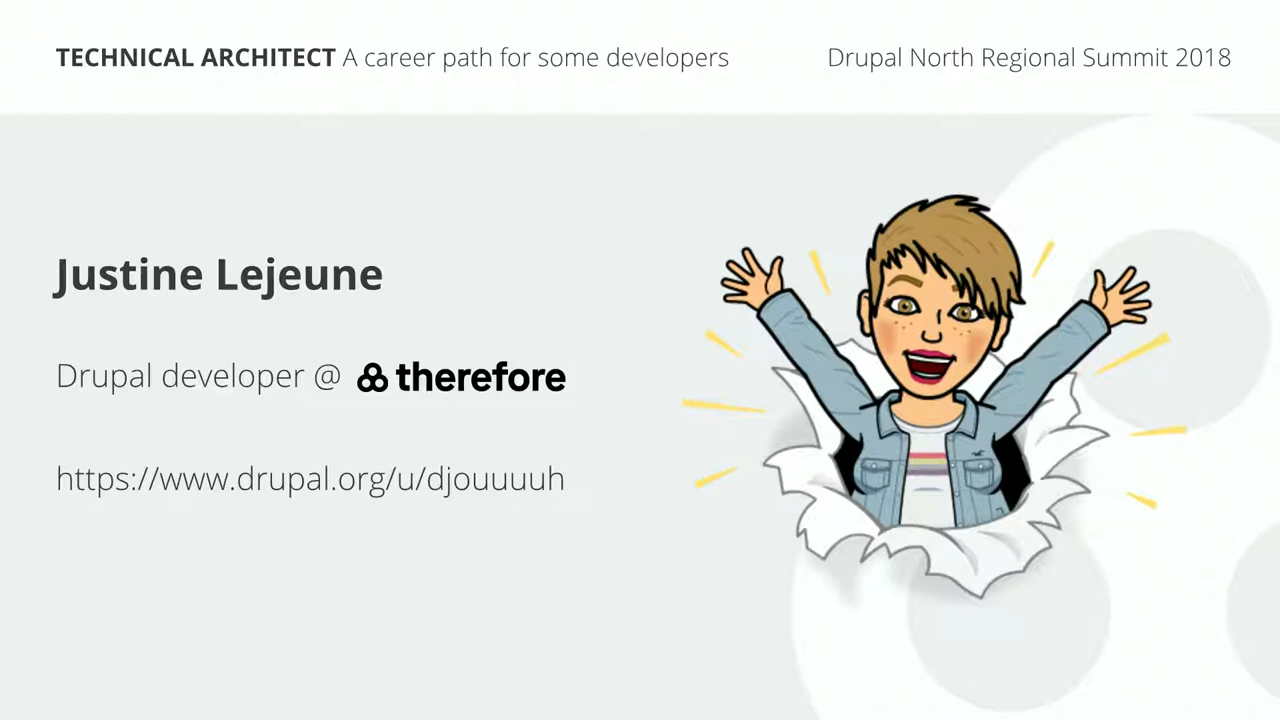 TECHNICAL ARCHITECT A career path for some developers
Drupal North Regional Summit 2018
Justine Lejeune
Drupal developer @ therefore
https://www.drupal.org/u/djouuuuh